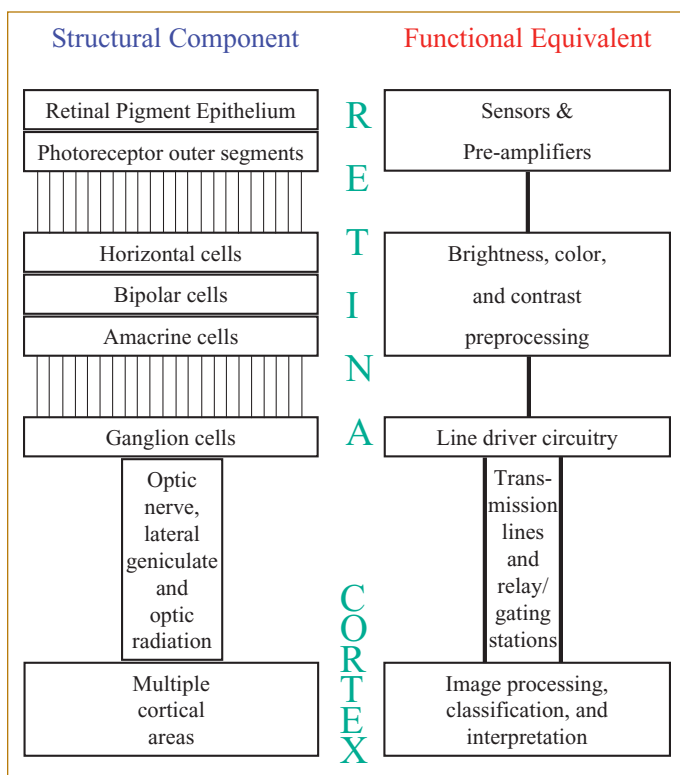 Structural Component
Functional Equivalent
Retinal Pigment Epithelium
Photoreceptor outer segments
Horizontal cells
Bipolar cells
Amacrine cells
Ganglion cells
Optic
nerve,
lateral
geniculate
and
optic
radiation
Multiple
cortical
areas
RETINA
CORTEX
Sensors &
Pre-amplifiers
Brightness, color,
and contrast
preprocessing
Line driver circuitry
Trans-
mission
lines
and
relay/
gating
stations
Image processing,
classification, and
interpretation